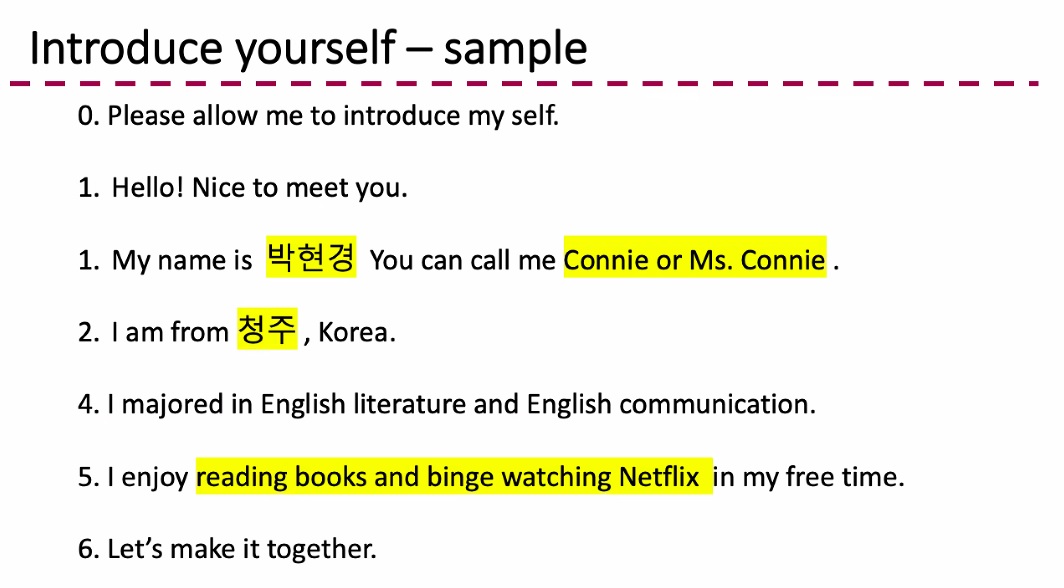 Introduce yourself – sample
0. Please allow me to introduce my self.
1. Hello! Nice to meet you.
1. My name is 박현경 You can call me Connie or Ms. Connie .
2. I am from 청주 , Korea.
4. I majored in English literature and English communication.
5. I enjoy reading books and binge watching Netflix in my free time.
6. Let’s make it together.